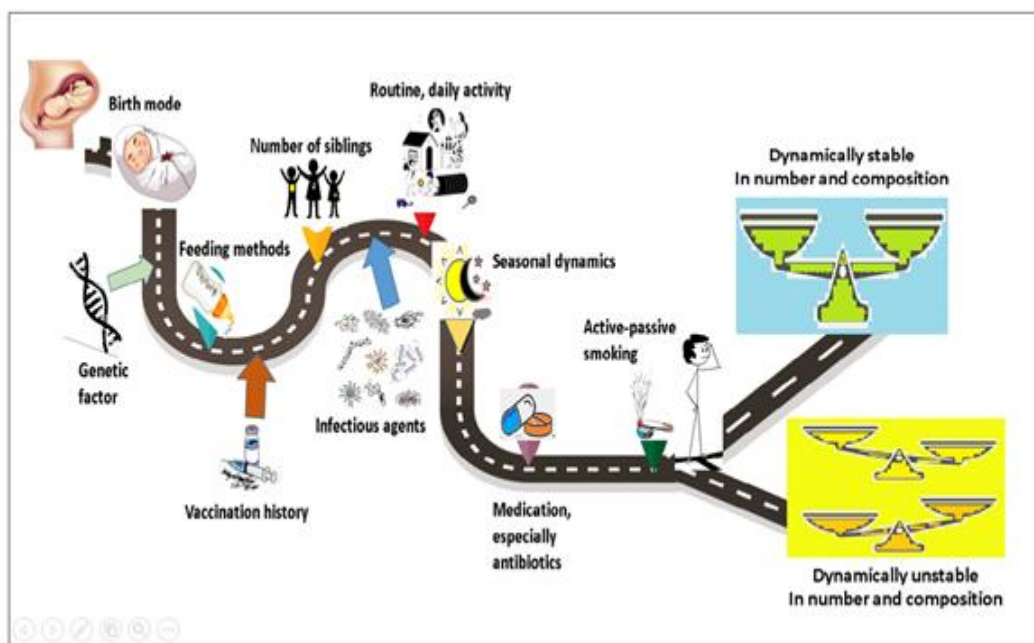 Birth mode
Routine, daily activity
Number of siblings
Dynamically stable
In number and composition
Feeding methods
Seasonal dynamics
Active-passive
smoking
Genetic
factor
Infectious agents
Vaccination history
Medication,
especially
antibiotics
Dynamically unstable
In number and composition